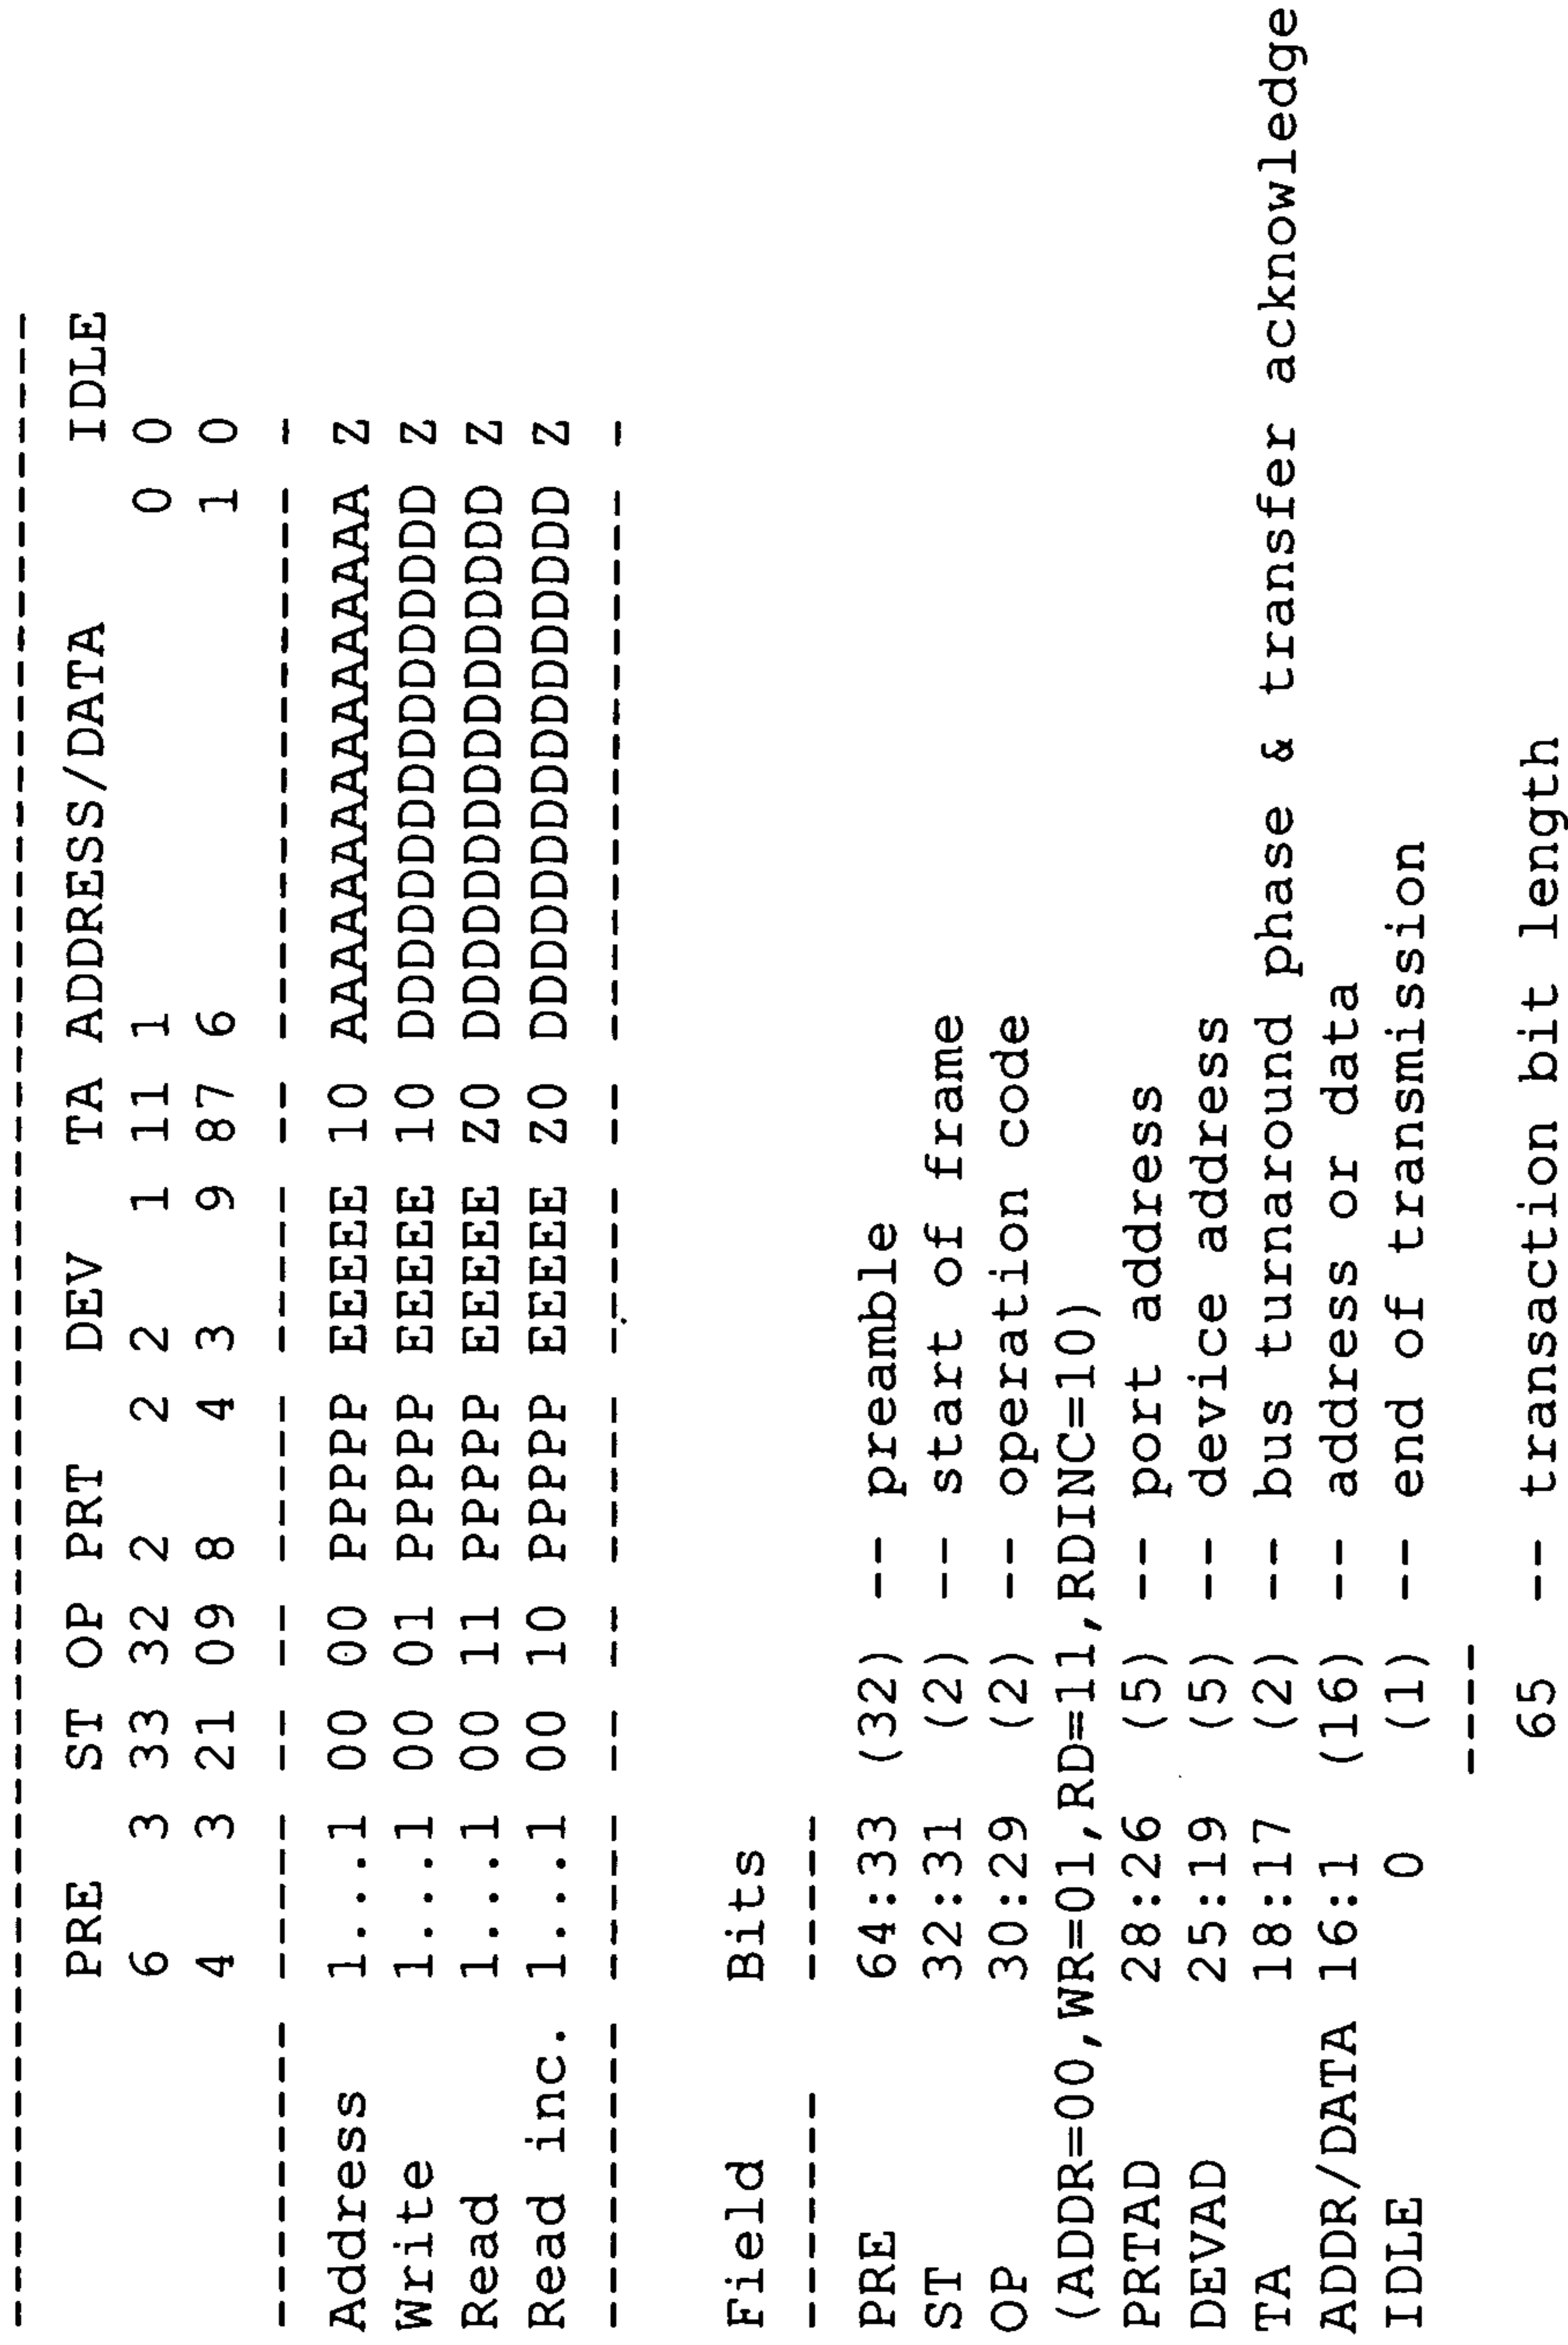 --------------------------------------------------------------
PRE ST OP PRT DEV TA ADDRESS/DATA IDLE
6 3 33 32 2 2 2 1 11 1 0 0
4 3 21 09 8 4 3 9 87 6 1 0
--------- ------ -- -- ----- ----- -- ---------------- -
Address 1...1 00 00 PPPPP EEEEE 10 AAAAAAAAAAAAAAAA Z
Write 1...1 00 01 PPPPP EEEEE 10 DDDDDDDDDDDDDDDD Z
Read 1...1 00 11 PPPPP EEEEE Z0 DDDDDDDDDDDDDDDD Z
Read inc. 1...1 00 10 PPPPP EEEEE Z0 DDDDDDDDDDDDDDDD Z
--------- ------ -- -- ----- ----- -- ---------------- -
Field Bits
------- -----
PRE 64:33 (32) -- preamble
ST 32:31 (2) -- start of frame
OP 30:29 (2) -- operation code
(ADDR=00,WR=01,RD=11,RDINC=10)
PRTAD 28:26 (5) -- port address
DEVAD 25:19 (5) -- device address
TA 18:17 (2) -- bus turnaround phase & transfer acknowledge
ADDR/DATA 16:1 (16) -- address or data
IDLE 0 (1) -- end of transmission
----
65 -- transaction bit length